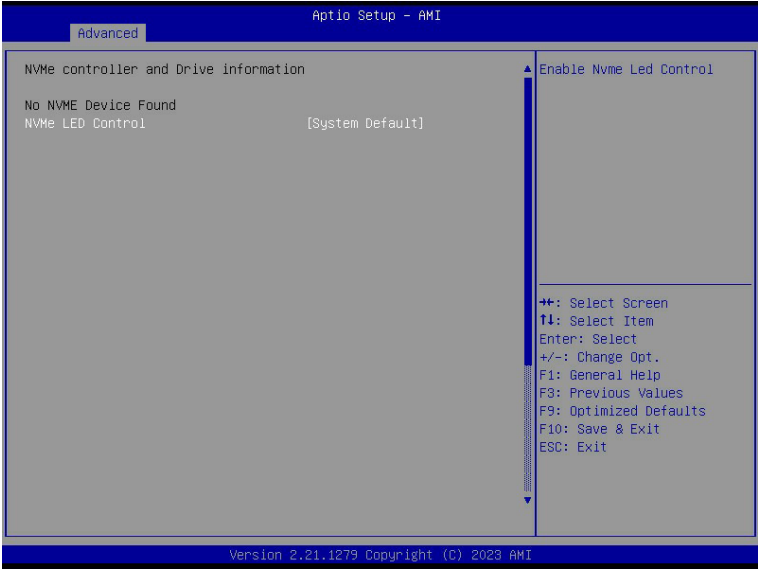 Aptio Setup – AMI
Advanced
NVMe controller and Drive information
No NVME Device Found
NVMe LED Control [System Default]
Enable Nvme Led Control
→←: Select Screen
↑↓: Select Item
Enter: Select
+/-: Change Opt.
F1: General Help
F3: Previous Values
F9: Optimized Defaults
F10: Save & Exit
ESC: Exit
Version 2.21.1279 Copyright (C) 2023 AMI